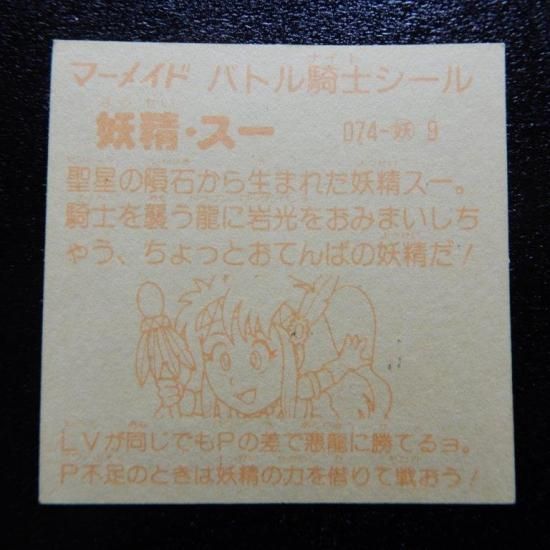 マーメイド バトル騎士シール
妖精・スー 074-妖 9
聖星の隕石から生まれた妖精スー。
騎士を襲う龍に岩光をおみまいしち
ゃう、ちょっとおてんばの妖精だ!
LVが同じでもPの差で悪龍に勝てるョ。
P不足のときは妖精の力を借りて戦おう!